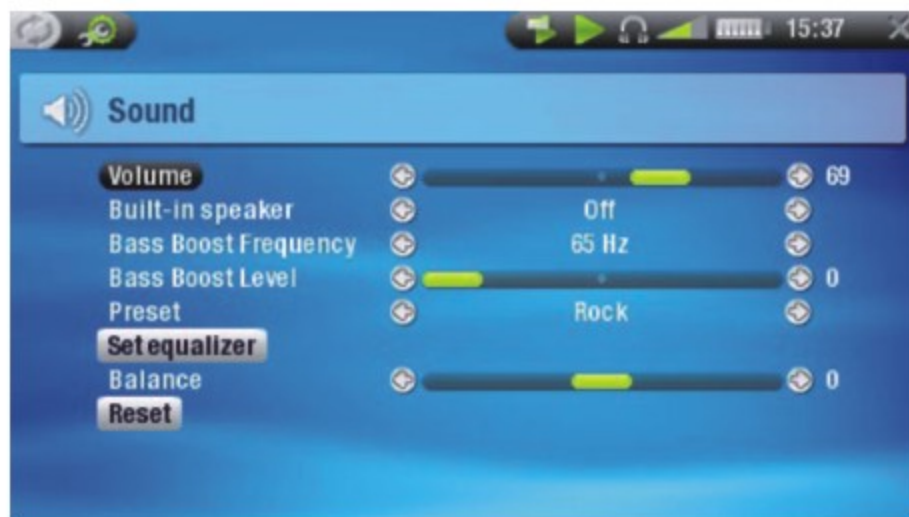 15:37
Sound
Volume 69
Built-in speaker Off
Bass Boost Frequency 65 Hz
Bass Boost Level 0
Preset Rock
Set equalizer
Balance 0
Reset